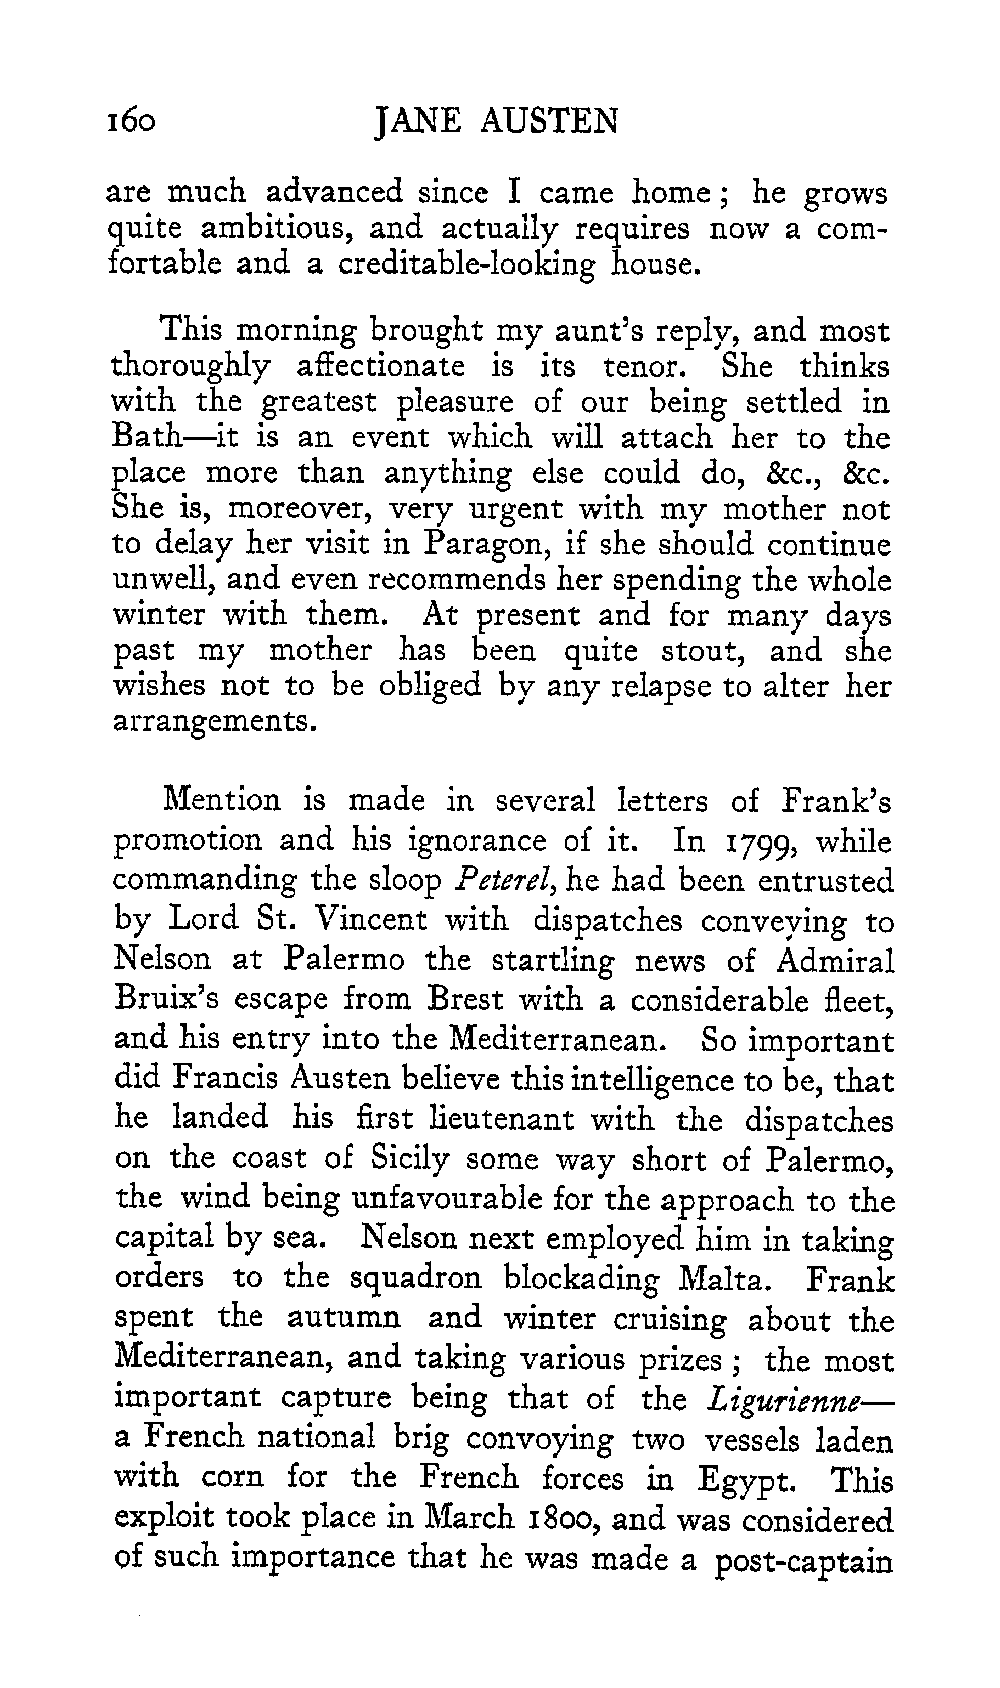 160 JANE AUSTEN
are much advanced since I came home ; he grows
quite ambitious, and actually requires now a com-
fortable and a creditable-looking house.
This morning brought my aunt's reply, and most
thoroughly affectionate is its tenor. She thinks
with the greatest pleasure of our being settled in
Bath—it is an event which will attach her to the
place more than anything else could do, &c., &c.
She is, moreover, very urgent with my mother not
to delay her visit in Paragon, if she should continue
unwell, and even recommends her spending the whole
winter with them. At present and for many days
past my mother has been quite stout, and she
wishes not to be obliged by any relapse to alter her
arrangements.
Mention is made in several letters of Frank's
promotion and his ignorance of it. In 1799, while
commanding the sloop Peterel, he had been entrusted
by Lord St. Vincent with dispatches conveying to
Nelson at Palermo the startling news of Admiral
Bruix's escape from Brest with a considerable fleet,
and his entry into the Mediterranean. So important
did Francis Austen believe this intelligence to be, that
he landed his first lieutenant with the dispatches
on the coast of Sicily some way short of Palermo,
the wind being unfavourable for the approach to the
capital by sea. Nelson next employed him in taking
orders to the squadron blockading Malta. Frank
spent the autumn and winter cruising about the
Mediterranean, and taking various prizes ; the most
important capture being that of the Ligurienne—
a French national brig convoying two vessels laden
with corn for the French forces in Egypt. This
exploit took place in March 1800, and was considered
of such importance that he was made a post-captain